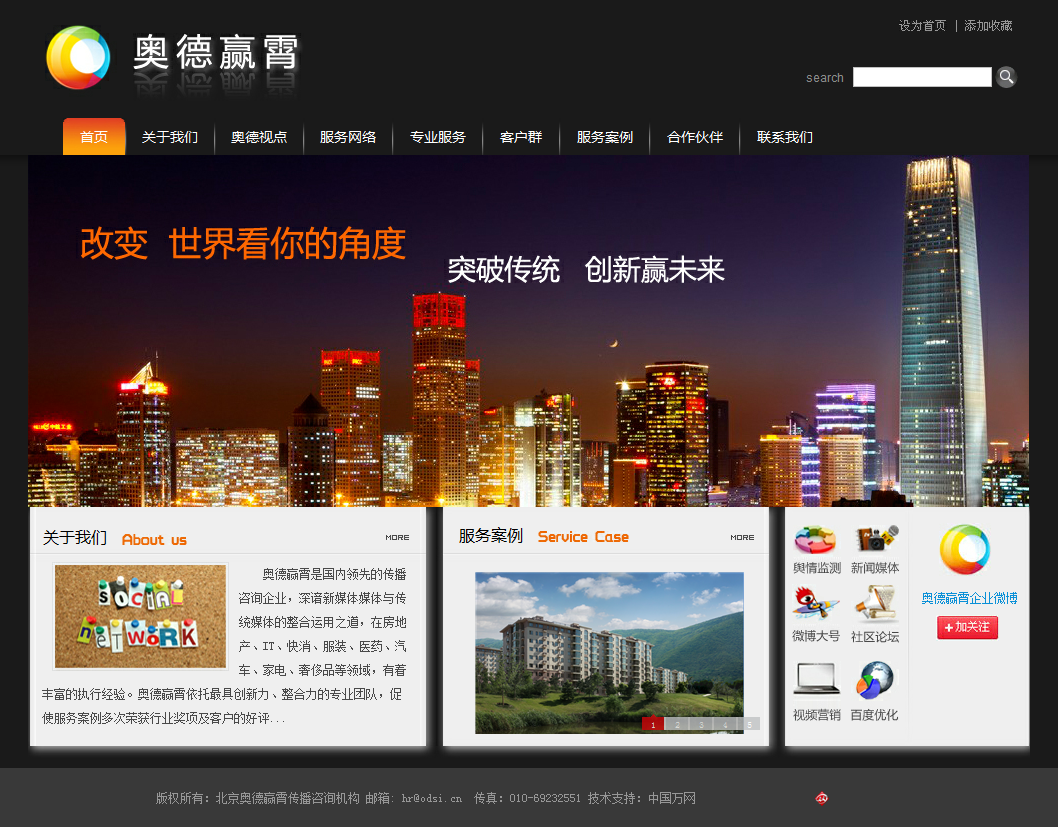 设为首页 | 添加收藏
奥德赢霄
search
首页 关于我们 奥德视点 服务网络 专业服务 客户群 服务案例 合作伙伴 联系我们
改变 世界看你的角度
突破传统 创新赢未来
关于我们 About us MORE
SOCIAL
NETWORK
奥德赢霄是国内领先的传播
咨询企业，深谙新媒体媒体与传
统媒体的整合运用之道，在房地
产、IT、快消、服装、医药、汽
车、家电、奢侈品等领域，有着
丰富的执行经验。奥德赢霄依托最具创新力、整合力的专业团队，促
使服务案例多次荣获行业奖项及客户的好评...
服务案例 Service Case MORE
1 2 3 4 5
舆情监测 新闻媒体
微博大号 社区论坛
视频营销 百度优化
奥德赢霄企业微博
+加关注
版权所有：北京奥德赢霄传播咨询机构 邮箱：hr@odsi.cn 传真：010-69232551 技术支持：中国万网